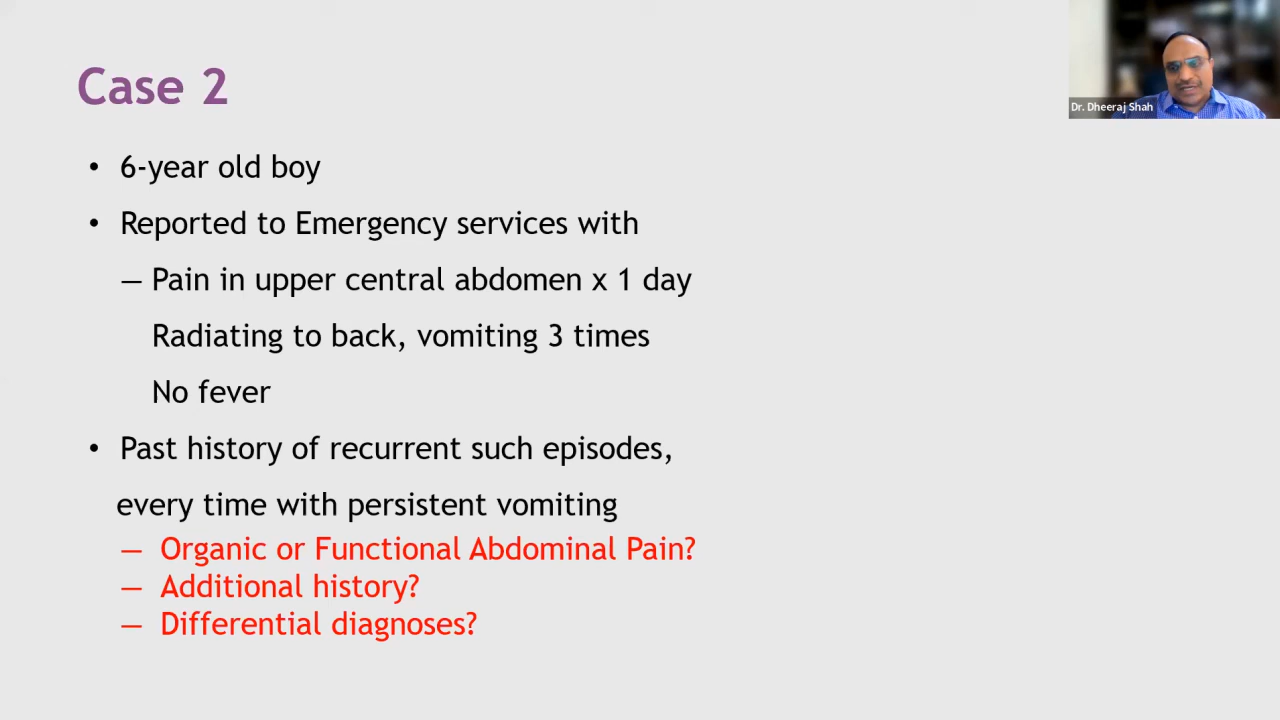 Case 2
Dr. Dheeraj Shah
• 6-year old boy
• Reported to Emergency services with
— Pain in upper central abdomen x 1 day
Radiating to back, vomiting 3 times
No fever
• Past history of recurrent such episodes,
every time with persistent vomiting
— Organic or Functional Abdominal Pain?
— Additional history?
— Differential diagnoses?